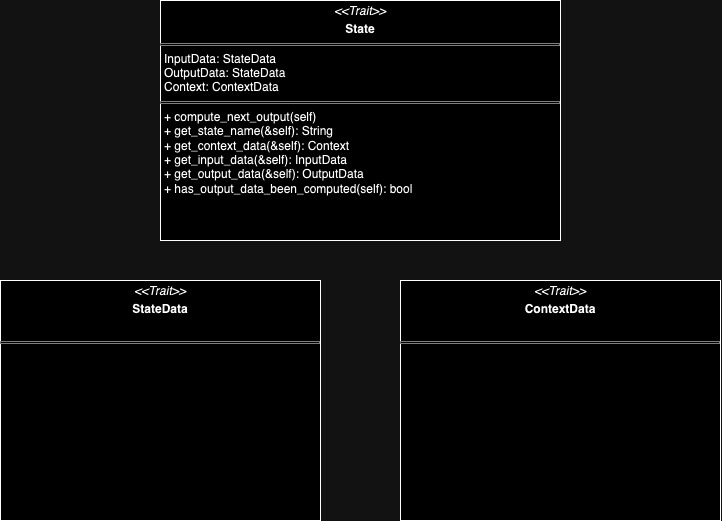 <<Trait>>
State
InputData: StateData
OutputData: StateData
Context: ContextData
+ compute_next_output(self)
+ get_state_name(&self): String
+ get_context_data(&self): Context
+ get_input_data(&self): InputData
+ get_output_data(&self): OutputData
+ has_output_data_been_computed(self): bool
<<Trait>>
StateData
<<Trait>>
ContextData